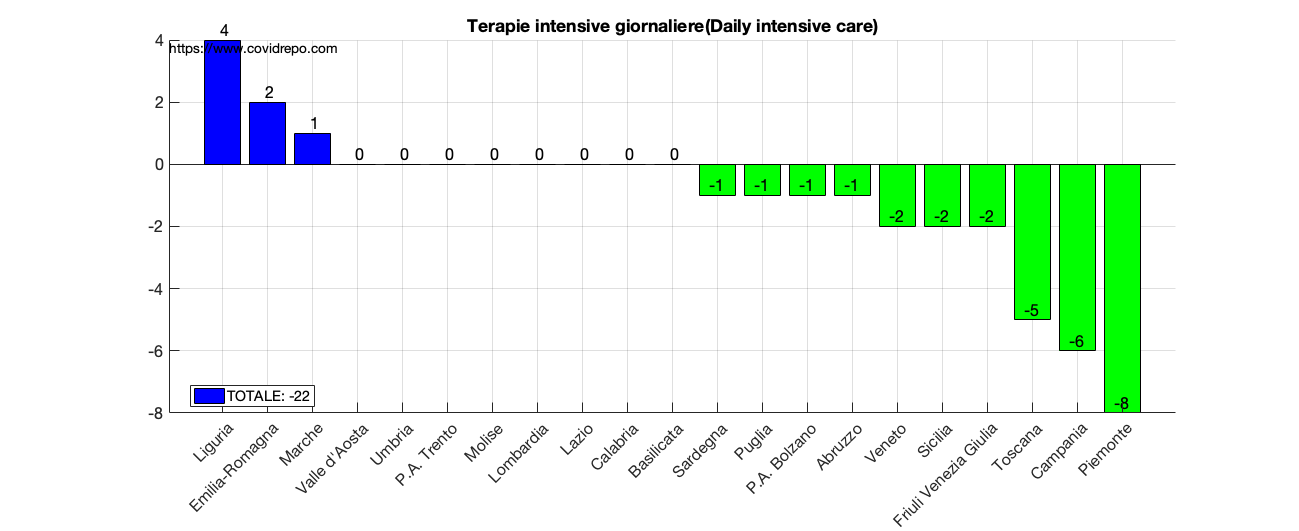 Terapie intensive giornaliere(Daily intensive care)
https://www.covidrepo.com
4
2
0
-2
-4
-6
-8
4
2
1
0
0
0
0
0
0
0
0
-1
-1
-1
-1
-2
-2
-2
-5
-6
-8
TOTALE: -22
Liguria
Emilia-Romagna
Marche
Valle d'Aosta
Umbria
P.A. Trento
Molise
Lombardia
Lazio
Calabria
Basilicata
Sardegna
Puglia
P.A. Bolzano
Abruzzo
Veneto
Sicilia
Friuli Venezia Giulia
Toscana
Campania
Piemonte